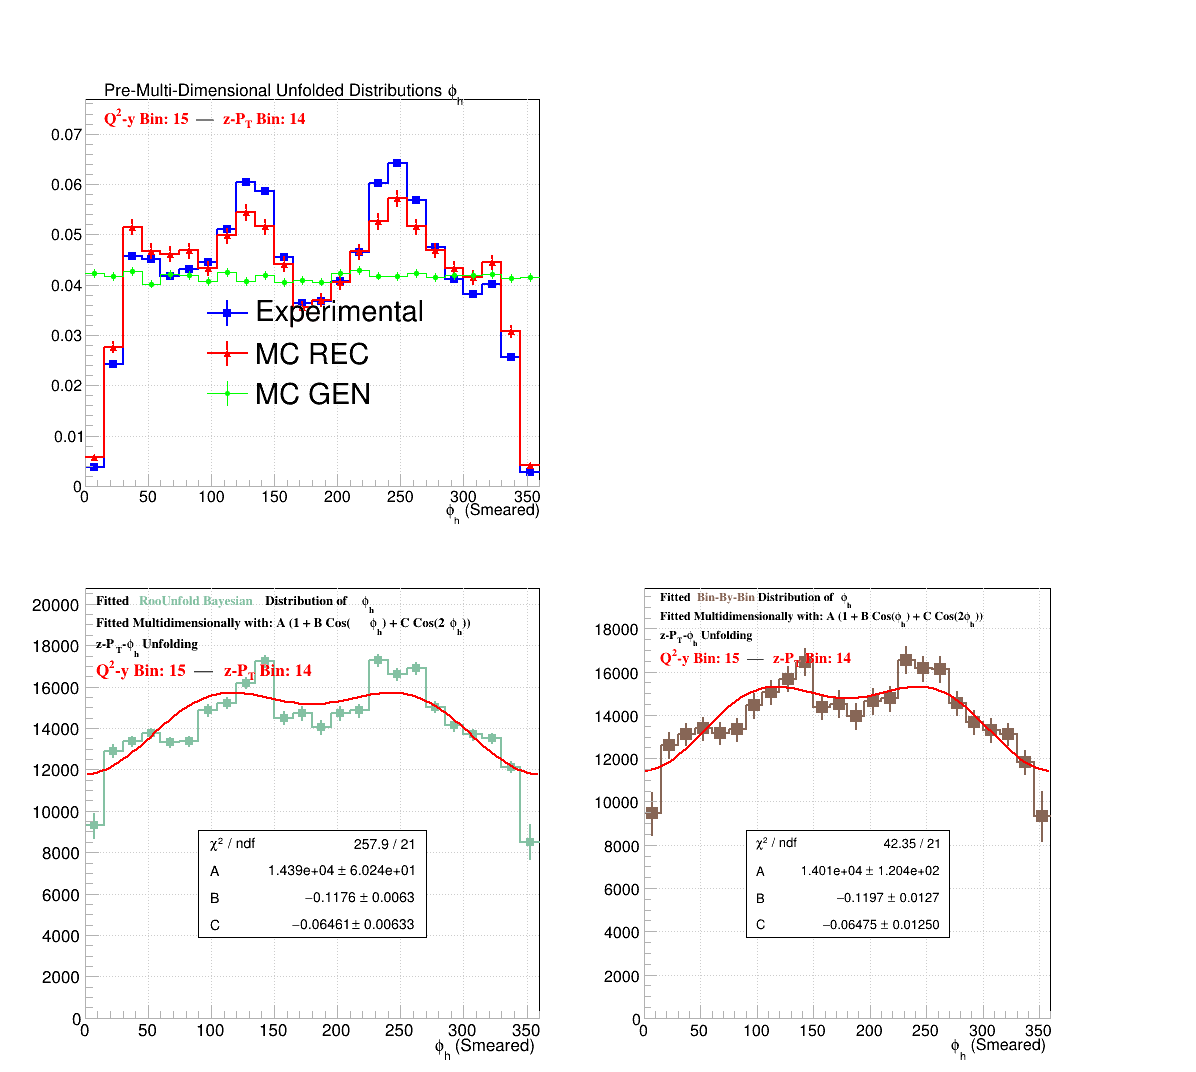 Pre-Multi-Dimensional Unfolded Distributions ϕh
Q2-y Bin: 15 — z-PT Bin: 14
0.07
0.06
0.05
0.04
0.03
0.02
0.01
0
Experimental
MC REC
MC GEN
0 50 100 150 200 250 300 350
ϕh (Smeared)
Fitted RooUnfold Bayesian Distribution of ϕh
Fitted Multidimensionally with: A (1 + B Cos( ϕh) + C Cos(2 ϕh))
z-PT-ϕh Unfolding
Q2-y Bin: 15 — z-PT Bin: 14
20000
18000
16000
14000
12000
10000
8000
6000
4000
2000
0
χ2 / ndf 257.9 / 21
A 1.439e+04 ± 6.024e+01
B −0.1176 ± 0.0063
C −0.06461 ± 0.00633
0 50 100 150 200 250 300 350
ϕh (Smeared)
Fitted Bin-By-Bin Distribution of ϕh
Fitted Multidimensionally with: A (1 + B Cos(ϕh) + C Cos(2ϕh))
z-PT-ϕh Unfolding
Q2-y Bin: 15 — z-PT Bin: 14
18000
16000
14000
12000
10000
8000
6000
4000
2000
0
χ2 / ndf 42.35 / 21
A 1.401e+04 ± 1.204e+02
B −0.1197 ± 0.0127
C −0.06475 ± 0.01250
0 50 100 150 200 250 300 350
ϕh (Smeared)